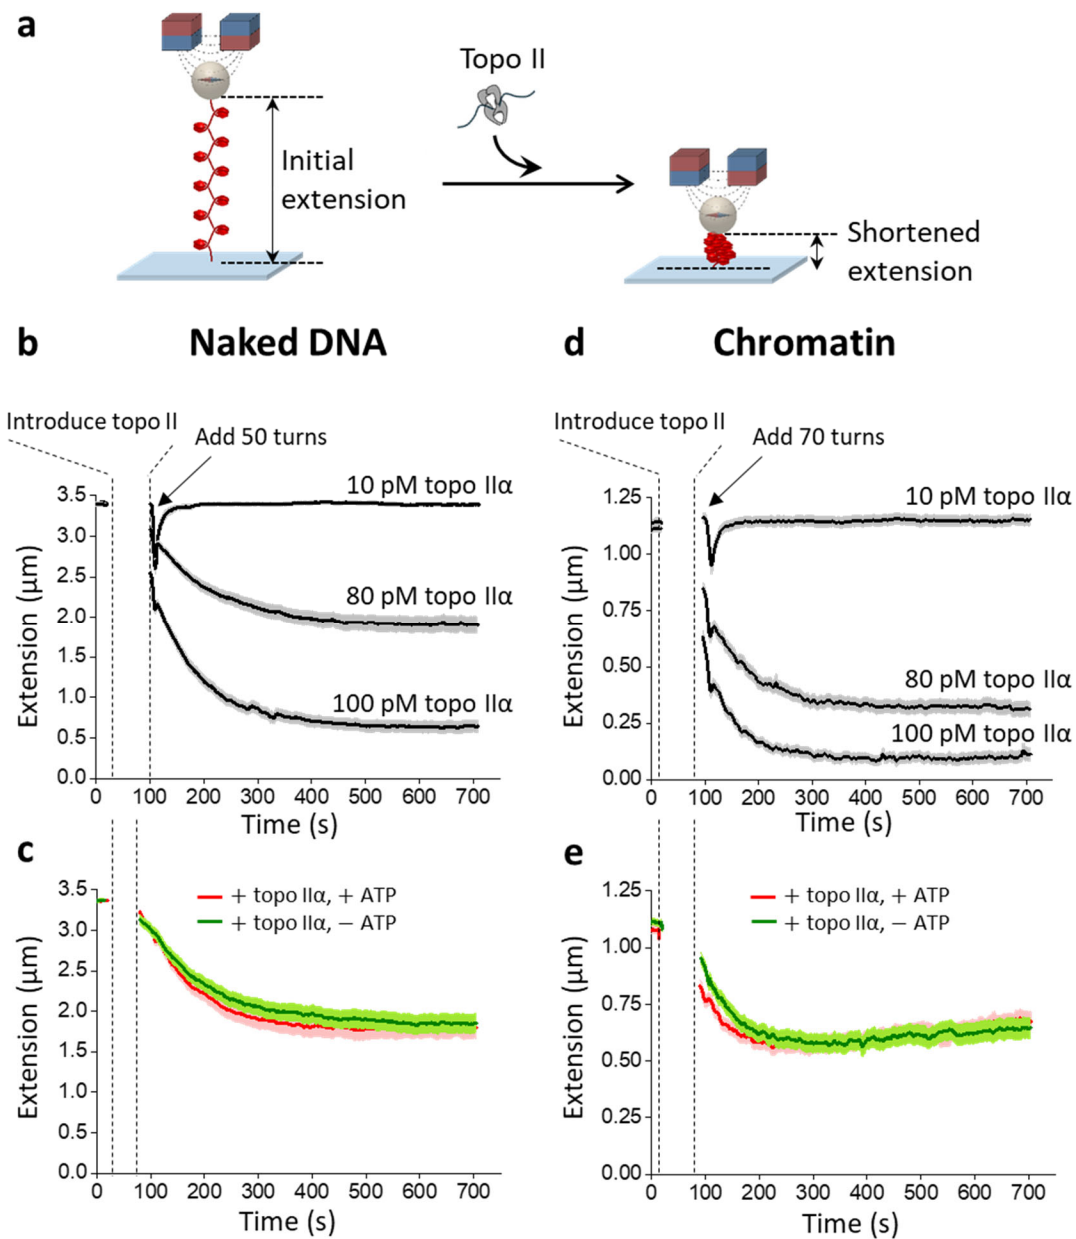 a
Topo II
Initial
extension
Shortened
extension
b
Naked DNA
Introduce topo II
Add 50 turns
10 pM topo IIα
80 pM topo IIα
100 pM topo IIα
Extension (μm)
3.5
3.0
2.5
2.0
1.5
1.0
0.5
0.0
0 100 200 300 400 500 600 700
Time (s)
d
Chromatin
Introduce topo II
Add 70 turns
10 pM topo IIα
80 pM topo IIα
100 pM topo IIα
Extension (μm)
1.25
1.00
0.75
0.50
0.25
0.00
0 100 200 300 400 500 600 700
Time (s)
c
+ topo IIα, + ATP
+ topo IIα, − ATP
Extension (μm)
3.5
3.0
2.5
2.0
1.5
1.0
0.5
0.0
0 100 200 300 400 500 600 700
Time (s)
e
+ topo IIα, + ATP
+ topo IIα, − ATP
Extension (μm)
1.25
1.00
0.75
0.50
0.25
0.00
0 100 200 300 400 500 600 700
Time (s)